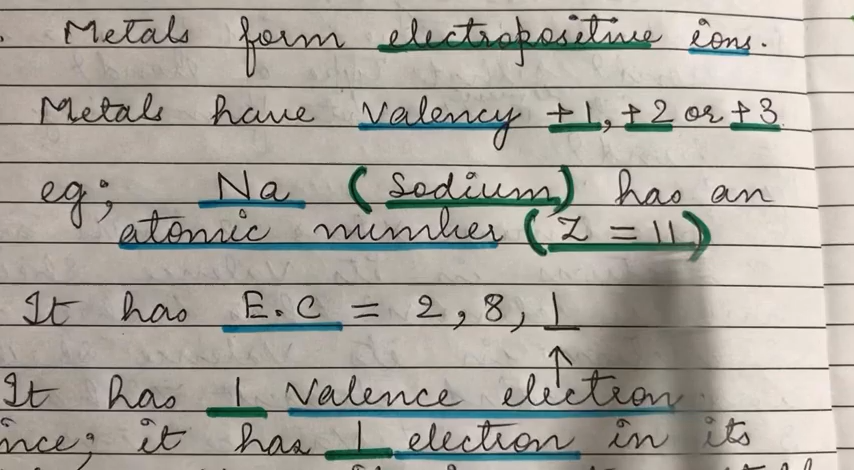 . Metals form electropositive ions.
Metals have valency +1, +2 or +3
eg; Na (Sodium) has an
atomic number (Z = 11)
It has E.C = 2, 8, 1
↑
It has 1 valence electron
ince; it has 1 electron in its